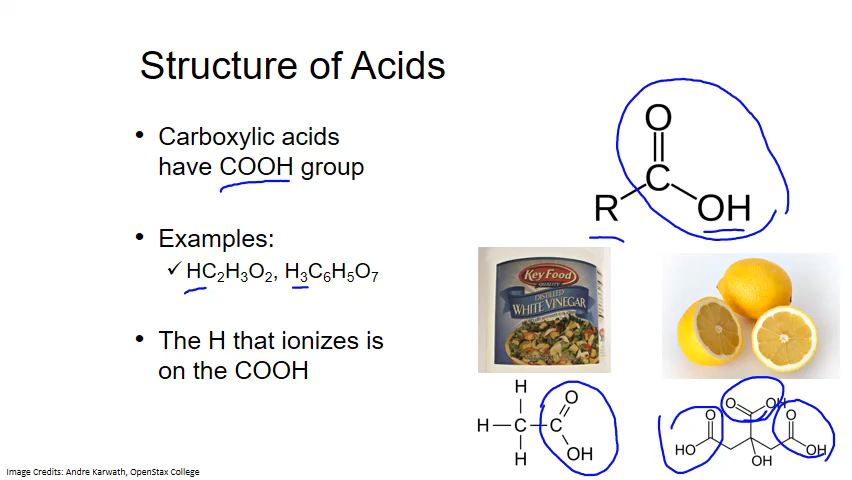 Structure of Acids
• Carboxylic acids
have COOH group
• Examples:
✓ HC₂H₃O₂, H₃C₆H₅O₇
• The H that ionizes is
on the COOH
O
C
R
OH
Key Food
QUALITY
DISTILLED
WHITE VINEGAR
H
O
H C C
H
OH
O
OH
O
O
HO
OH
OH
Image Credits: Andre Karwath, OpenStax College